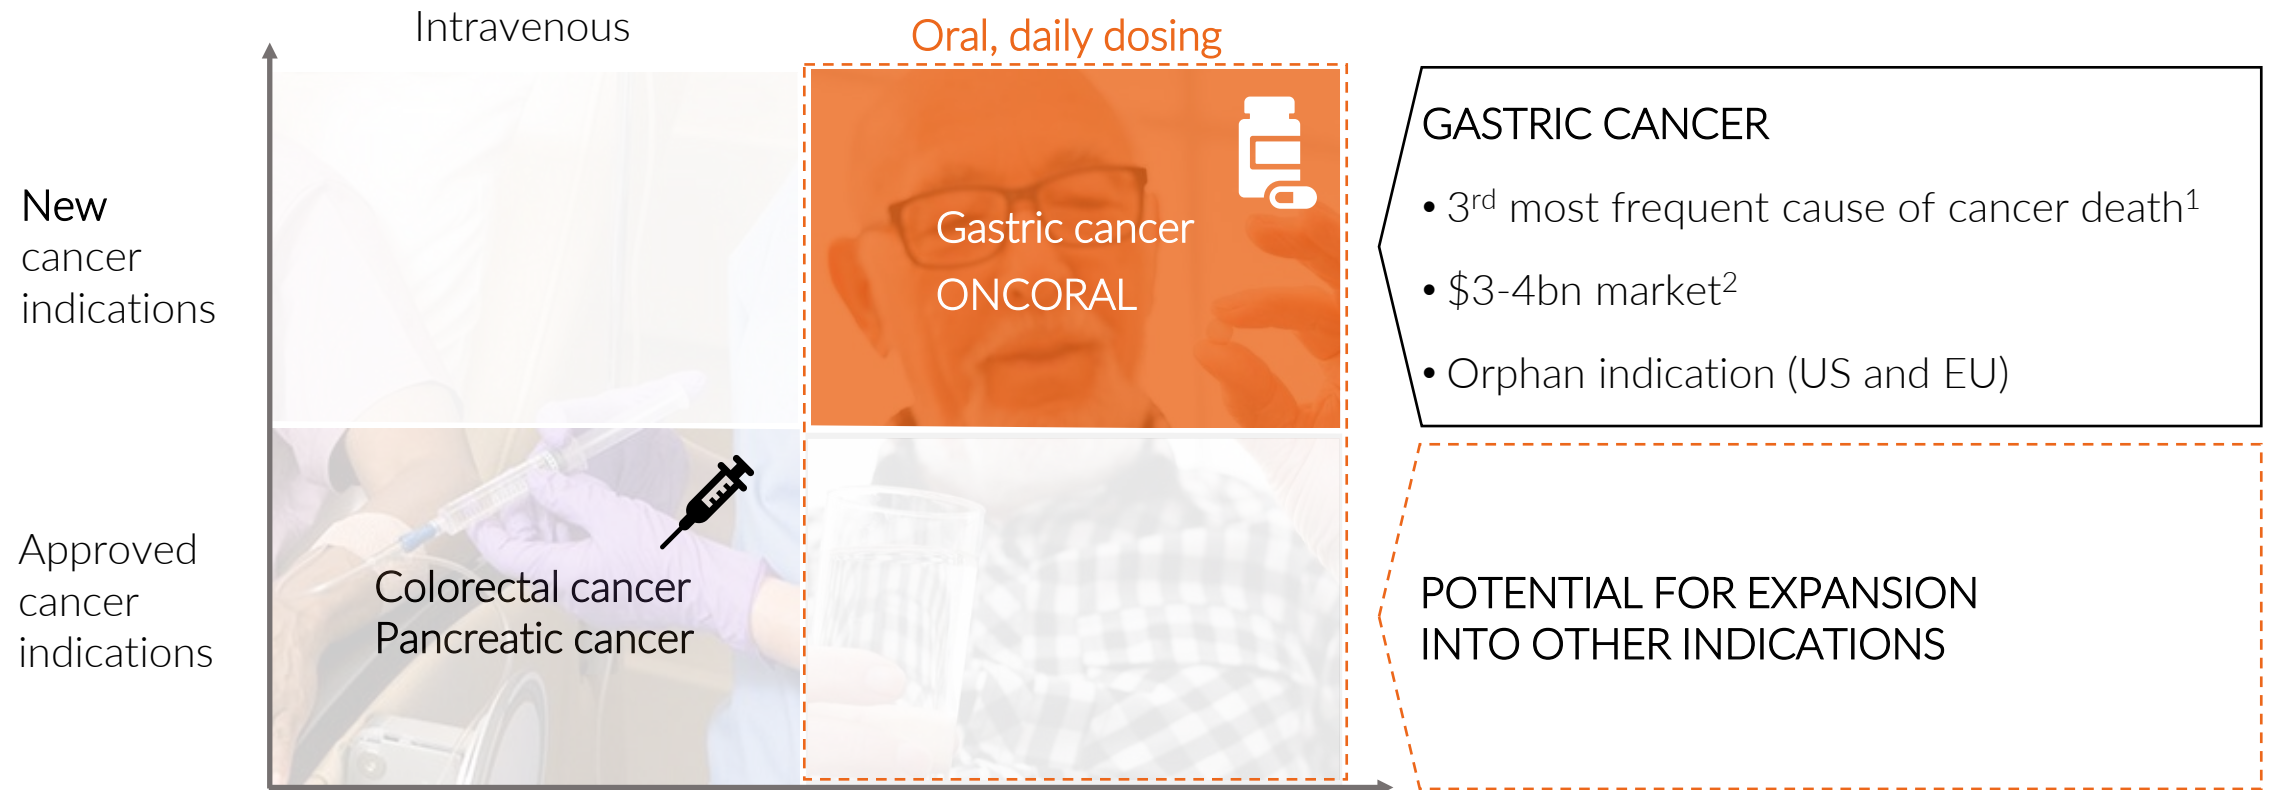 Intravenous
Oral, daily dosing
New
cancer
indications
Gastric cancer
ONCORAL
GASTRIC CANCER
• 3rd most frequent cause of cancer death1
• $3-4bn market2
• Orphan indication (US and EU)
Approved
cancer
indications
Colorectal cancer
Pancreatic cancer
POTENTIAL FOR EXPANSION
INTO OTHER INDICATIONS